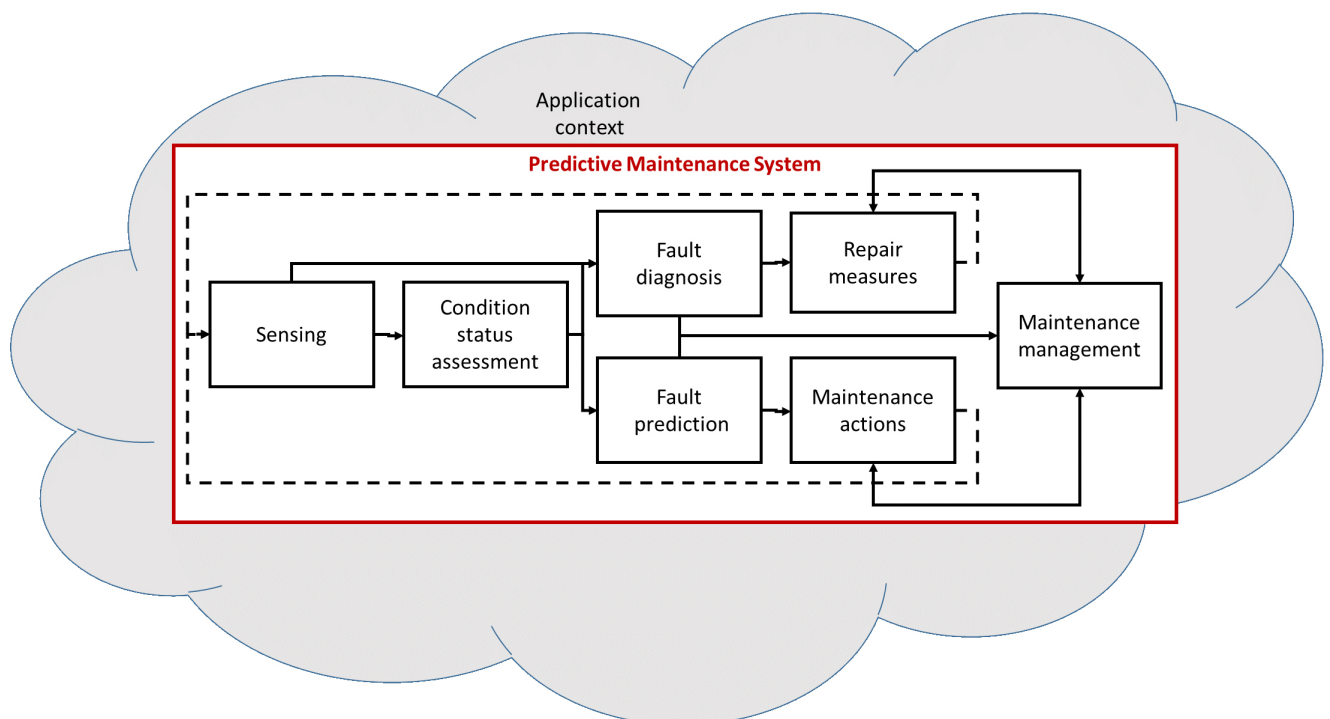 Application
context
Predictive Maintenance System
Fault
diagnosis
Repair
measures
Sensing
Condition
status
assessment
Maintenance
management
Fault
prediction
Maintenance
actions